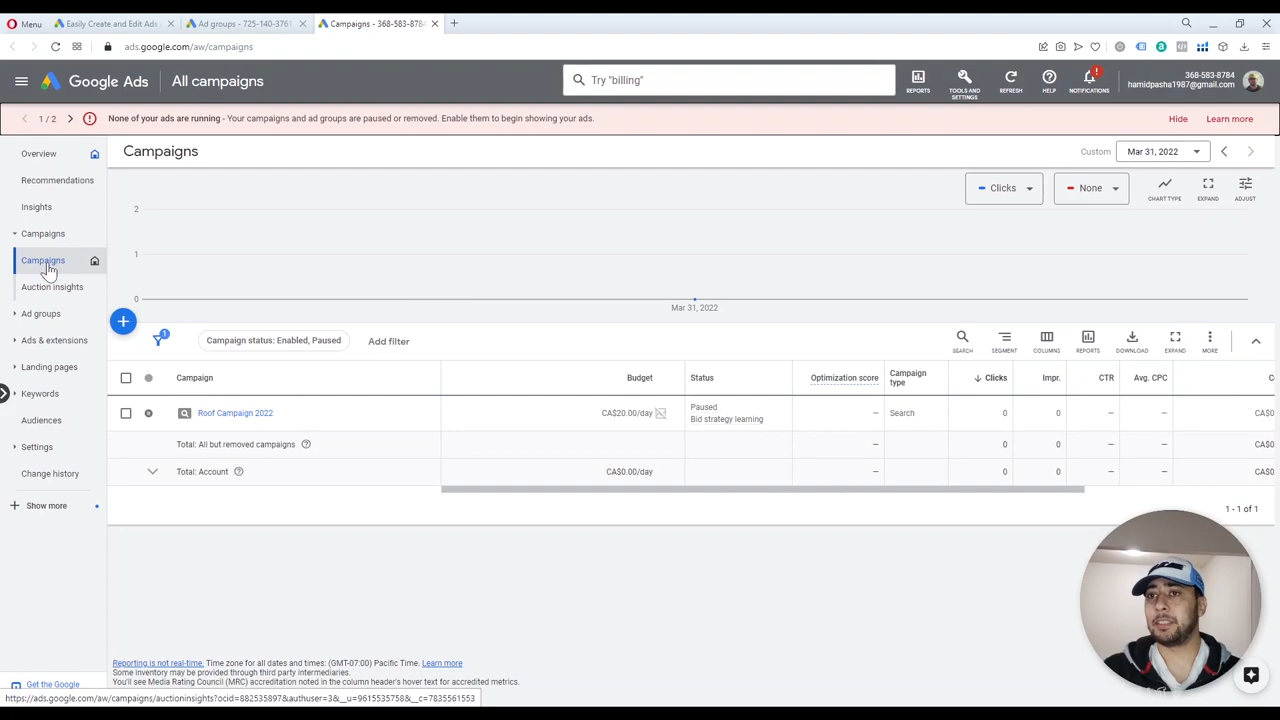 Menu
Easily Create and Edit Ads
Ad groups - 725-140-3761
Campaigns - 368-583-8784
ads.google.com/aw/campaigns
Google Ads
All campaigns
Try "billing"
REPORTS
TOOLS AND
SETTINGS
REFRESH
HELP
!
NOTIFICATIONS
368-583-8784
hamidpasha1987@gmail.com
1 / 2
None of your ads are running - Your campaigns and ad groups are paused or removed. Enable them to begin showing your ads.
Hide
Learn more
Overview
Recommendations
Insights
Campaigns
Campaigns
Auction insights
Ad groups
Ads & extensions
Landing pages
Keywords
Audiences
Settings
Change history
Show more
Get the Google
Campaigns
Custom
Mar 31, 2022
Clicks
None
CHART TYPE
EXPAND
ADJUST
2
1
0
Mar 31, 2022
1
Campaign status: Enabled, Paused
Add filter
SEARCH
SEGMENT
COLUMNS
REPORTS
DOWNLOAD
EXPAND
MORE
Campaign
Budget
Status
Optimization score
Campaign
type
Clicks
Impr.
CTR
Avg. CPC
C
Roof Campaign 2022
CA$20.00/day
Paused
Bid strategy learning
–
Search
0
0
–
–
CA$0
Total: All but removed campaigns
–
0
0
–
–
CA$0
Total: Account
CA$0.00/day
–
0
0
–
–
CA$0
1 - 1 of 1
Reporting is not real-time. Time zone for all dates and times: (GMT-07:00) Pacific Time. Learn more
Some inventory may be provided through third party intermediaries.
You'll see Media Rating Council (MRC) accreditation noted in the column header's hover text for accredited metrics.
https://ads.google.com/aw/campaigns/auctioninsights?ocid=882535897&authuser=3&__u=9615535758&__c=7835561553